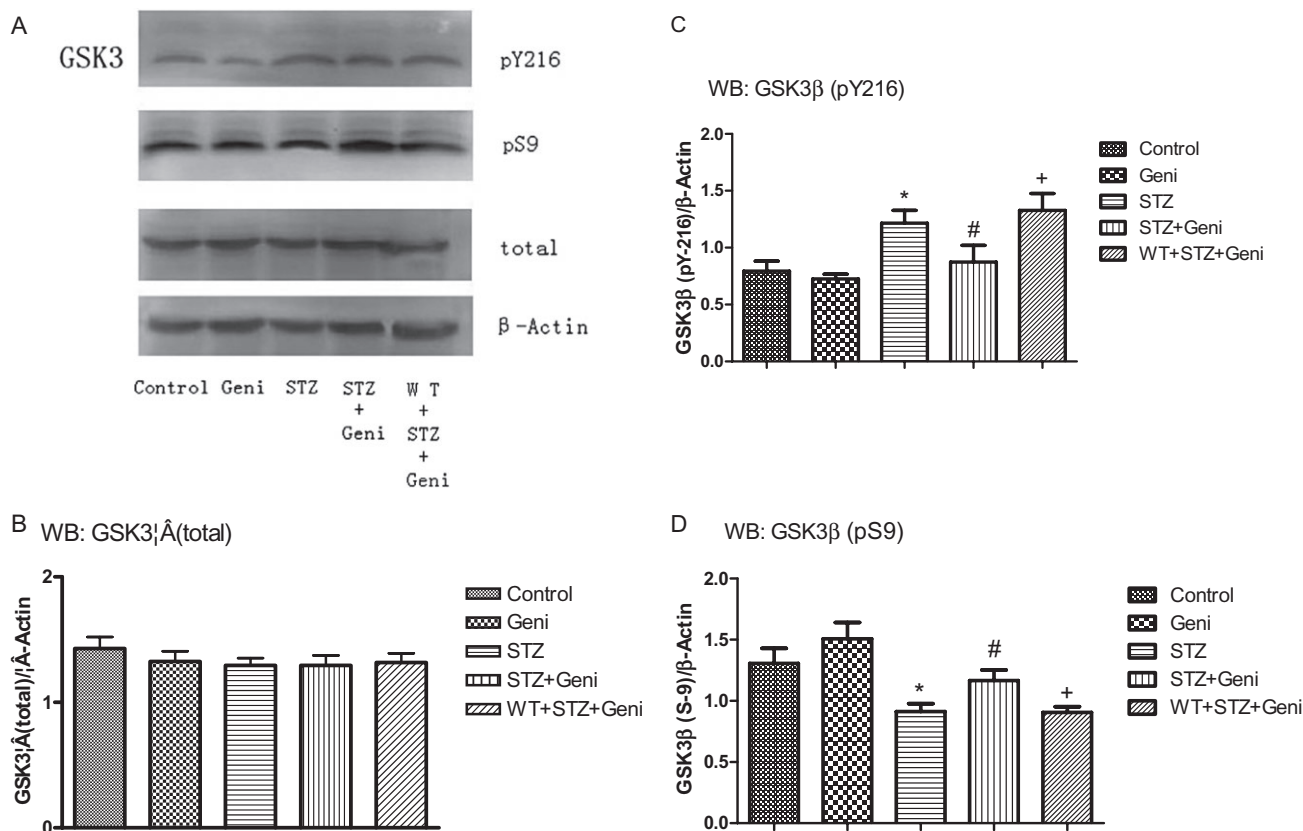 A
GSK3
pY216
pS9
total
β-Actin
Control Geni STZ STZ W T
+ +
Geni STZ
+
Geni
B
WB: GSK3¦Â(total)
GSK3¦Â(total)/¦Â-Actin
2
1
0
Control
Geni
STZ
STZ+Geni
WT+STZ+Geni
C
WB: GSK3β (pY216)
GSK3β (pY-216)/β-Actin
2.0
1.5
1.0
0.5
0.0
*
#
+
Control
Geni
STZ
STZ+Geni
WT+STZ+Geni
D
WB: GSK3β (pS9)
GSK3β (S-9)/β-Actin
2.0
1.5
1.0
0.5
0.0
*
#
+
Control
Geni
STZ
STZ+Geni
WT+STZ+Geni